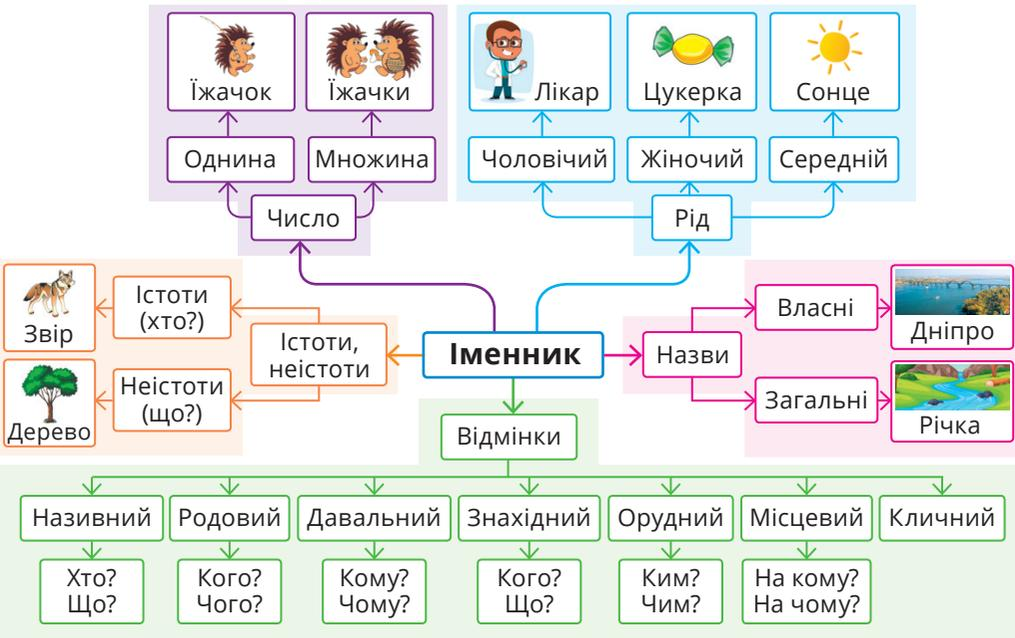 Їжачок
Їжачки
Лікар
Цукерка
Сонце
Однина
Множина
Чоловічий
Жіночий
Середній
Число
Рід
Звір
Істоти
(хто?)
Істоти,
неістоти
Неістоти
(що?)
Дерево
Іменник
Назви
Власні
Дніпро
Загальні
Річка
Відмінки
Називний
Родовий
Давальний
Знахідний
Орудний
Місцевий
Кличний
Хто?
Що?
Кого?
Чого?
Кому?
Чому?
Кого?
Що?
Ким?
Чим?
На кому?
На чому?